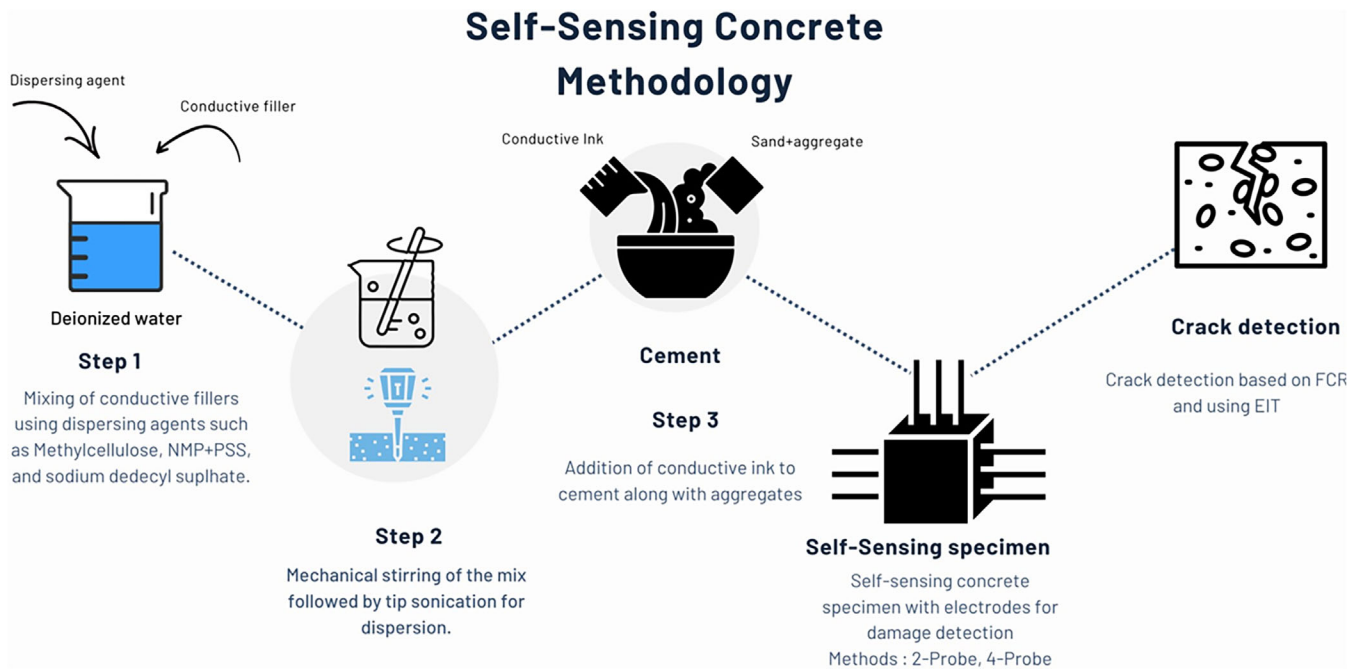 Self-Sensing Concrete
Methodology
Dispersing agent
Conductive filler
Deionized water
Step 1
Mixing of conductive fillers
using dispersing agents such
as Methylcellulose, NMP+PSS,
and sodium dedecyl suplhate.
Step 2
Mechanical stirring of the mix
followed by tip sonication for
dispersion.
Conductive Ink
Sand+aggregate
Cement
Step 3
Addition of conductive ink to
cement along with aggregates
Self-Sensing specimen
Self-sensing concrete
specimen with electrodes for
damage detection
Methods : 2-Probe, 4-Probe
Crack detection
Crack detection based on FCR
and using EIT